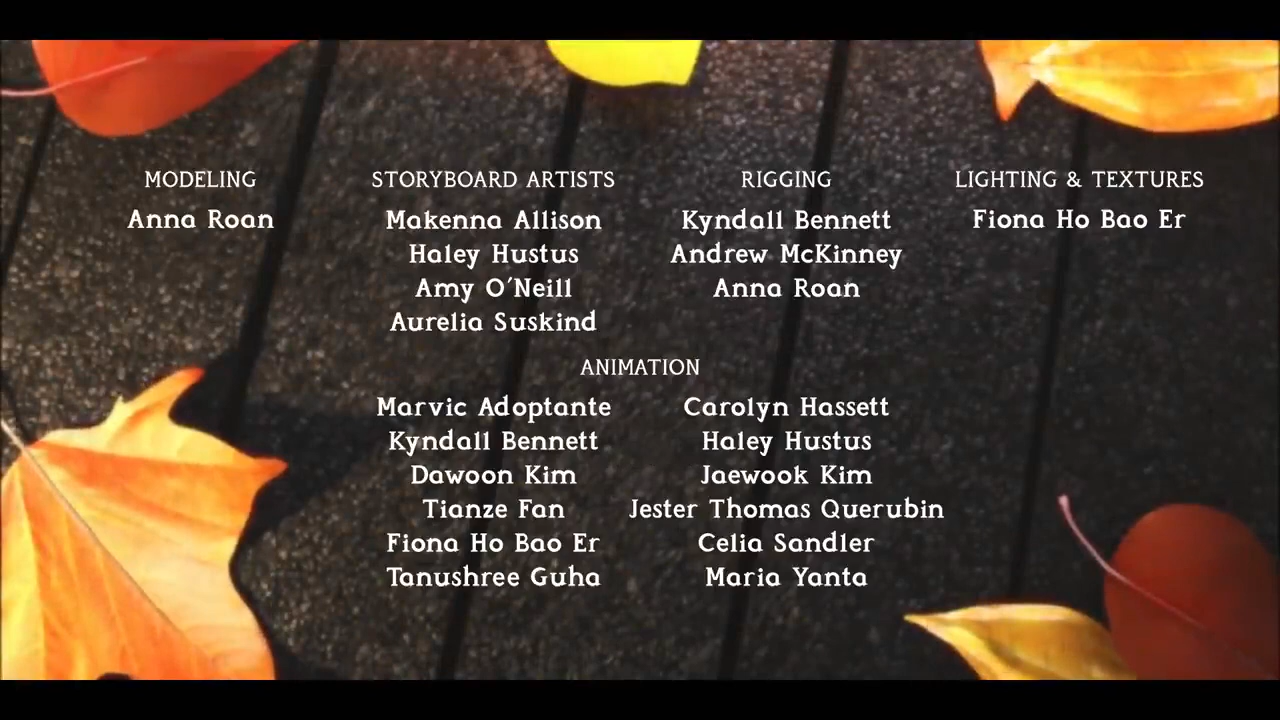 MODELING
Anna Roan
STORYBOARD ARTISTS
Makenna Allison
Haley Hustus
Amy O'Neill
Aurelia Suskind
RIGGING
Kyndall Bennett
Andrew McKinney
Anna Roan
LIGHTING & TEXTURES
Fiona Ho Bao Er
ANIMATION
Marvic Adoptante
Kyndall Bennett
Dawoon Kim
Tianze Fan
Fiona Ho Bao Er
Tanushree Guha
Carolyn Hassett
Haley Hustus
Jaewook Kim
Jester Thomas Querubin
Celia Sandler
Maria Yanta